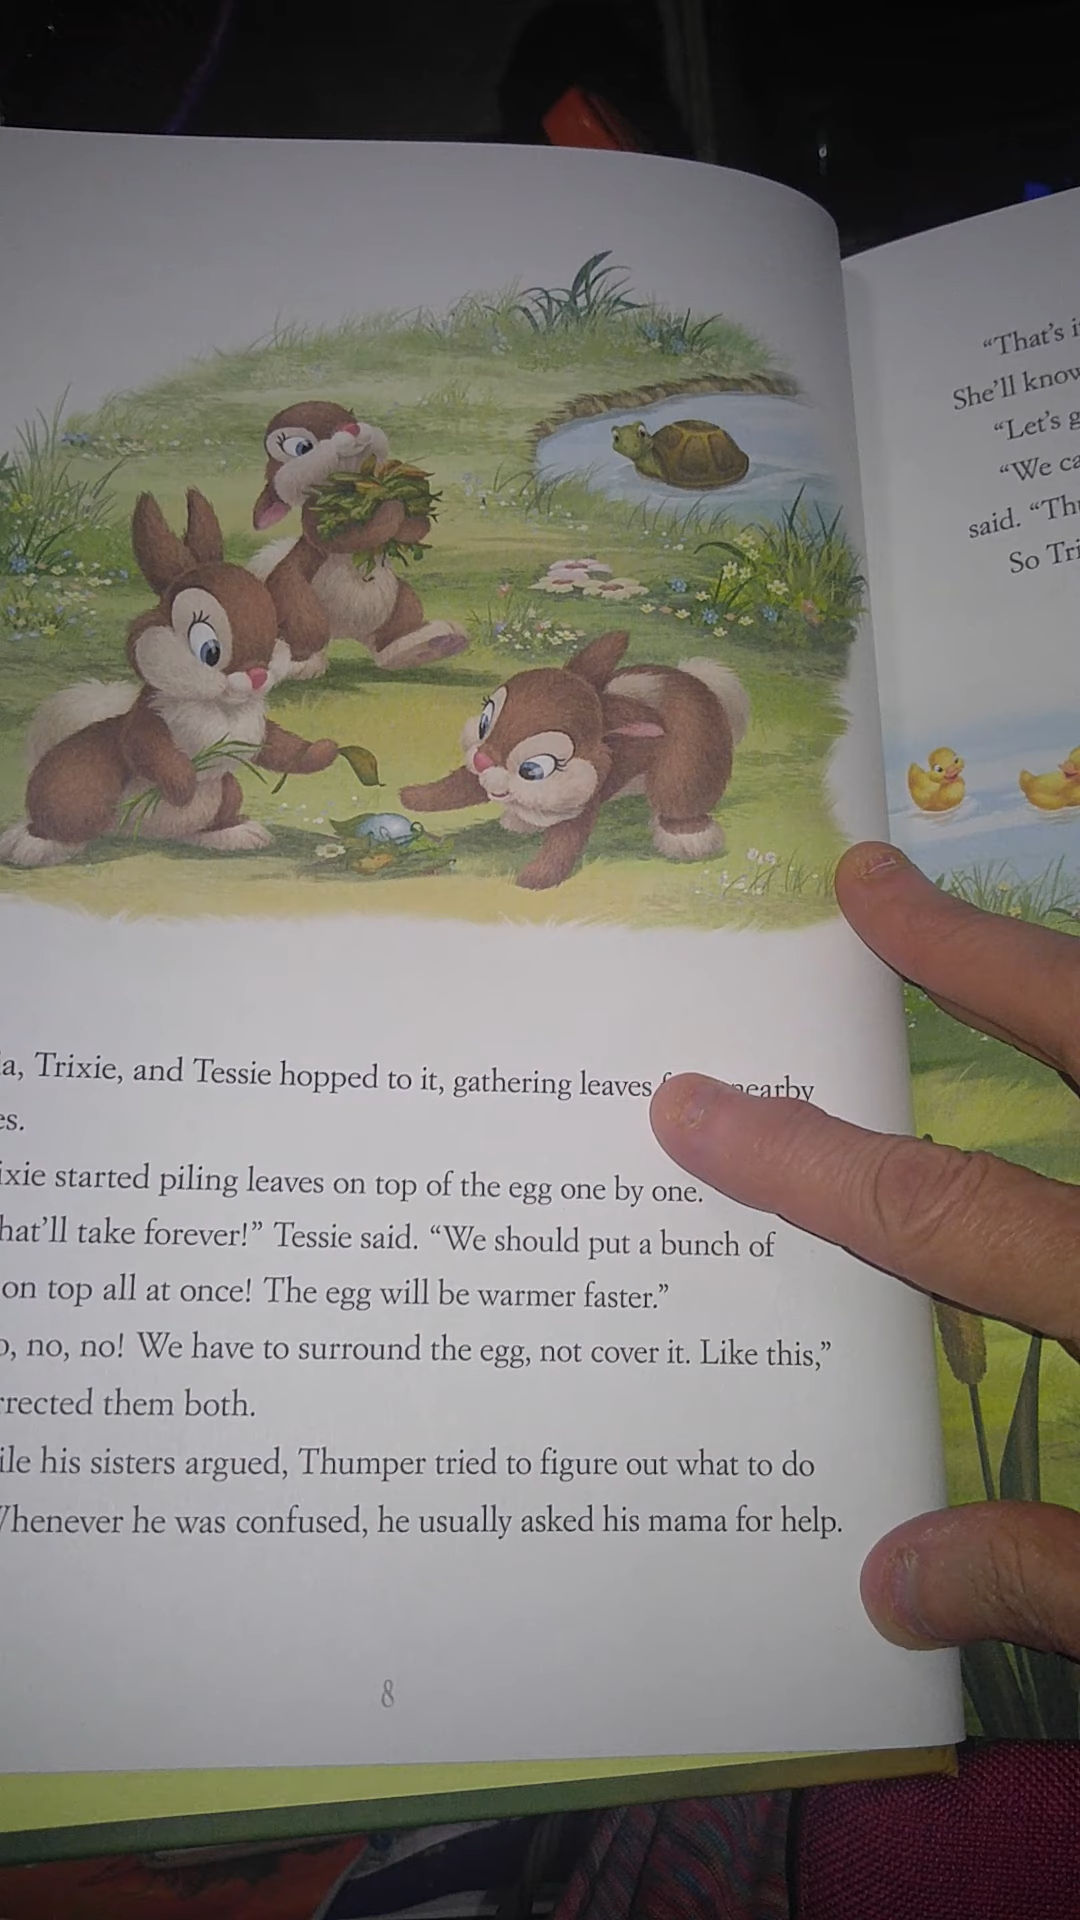 a, Trixie, and Tessie hopped to it, gathering leaves nearby
es.
ixie started piling leaves on top of the egg one by one.
hat'll take forever!” Tessie said. “We should put a bunch of
on top all at once! The egg will be warmer faster.”
o, no, no! We have to surround the egg, not cover it. Like this,”
rrected them both.
ile his sisters argued, Thumper tried to figure out what to do
Whenever he was confused, he usually asked his mama for help.
8
“That's i
She'll know
“Let's g
“We ca
said. “Th
So Tri